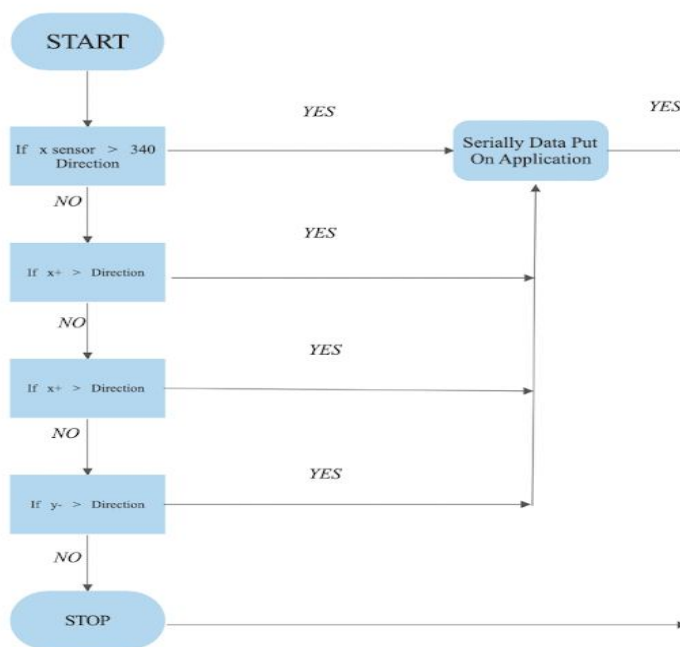 START
YES
YES
If x sensor > 340
Direction
Serially Data Put
On Application
NO
YES
If x+ > Direction
NO
YES
If x+ > Direction
NO
YES
If y- > Direction
NO
STOP